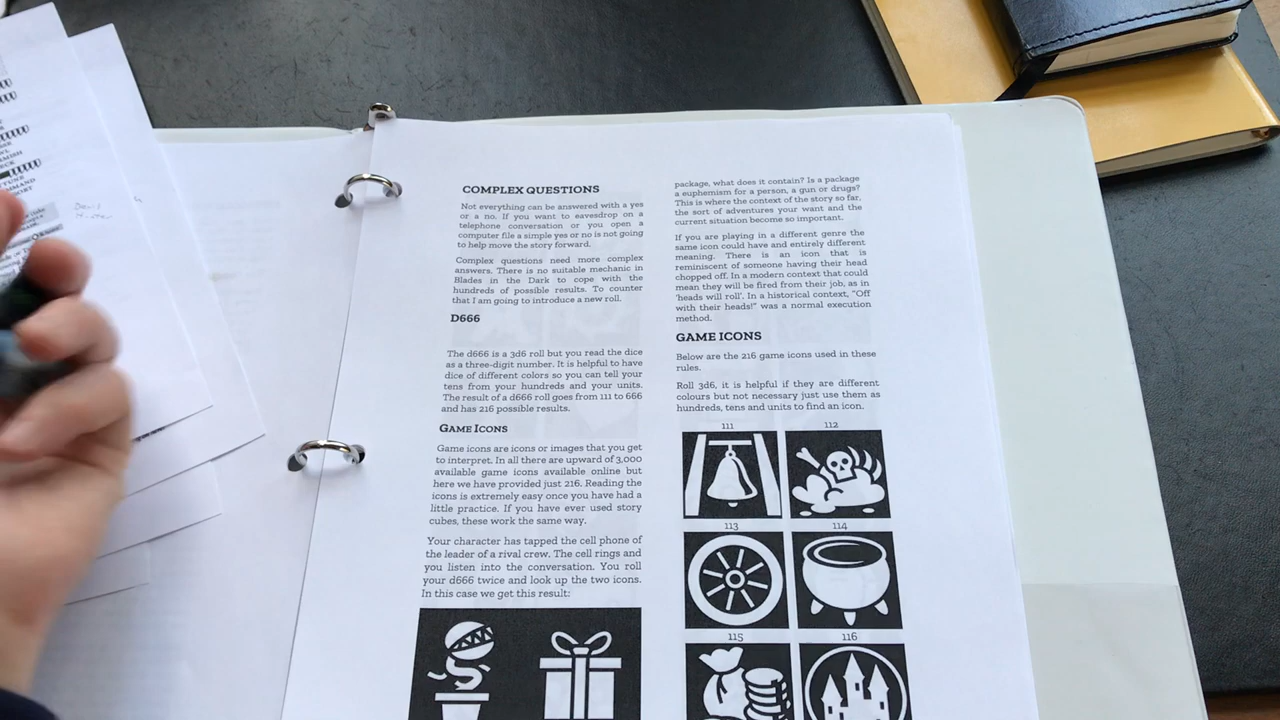 COMPLEX QUESTIONS
Not everything can be answered with a yes
or a no. If you want to eavesdrop on a
telephone conversation or you open a
computer file a simple yes or no is not going
to help move the story forward.
Complex questions need more complex
answers. There is no suitable mechanic in
Blades in the Dark to cope with the
hundreds of possible results. To counter
that I am going to introduce a new roll.
D666
The d666 is a 3d6 roll but you read the dice
as a three-digit number. It is helpful to have
dice of different colors so you can tell your
tens from your hundreds and your units.
The result of a d666 roll goes from 111 to 666
and has 216 possible results.
GAME ICONS
Game icons are icons or images that you get
to interpret. In all there are upward of 3,000
available game icons available online but
here we have provided just 216. Reading the
icons is extremely easy once you have had a
little practice. If you have ever used story
cubes, these work the same way.
Your character has tapped the cell phone of
the leader of a rival crew. The cell rings and
you listen into the conversation. You roll
your d666 twice and look up the two icons.
In this case we get this result:
package, what does it contain? Is a package
a euphemism for a person, a gun or drugs?
This is where the context of the story so far,
the sort of adventures your want and the
current situation become so important.
If you are playing in a different genre the
same icon could have and entirely different
meaning. There is an icon that is
reminiscent of someone having their head
chopped off. In a modern context that could
mean they will be fired from their job, as in
'heads will roll'. In a historical context, "Off
with their heads!" was a normal execution
method.
GAME ICONS
Below are the 216 game icons used in these
rules.
Roll 3d6, it is helpful if they are different
colours but not necessary just use them as
hundreds, tens and units to find an icon.
111 112
113 114
115 116